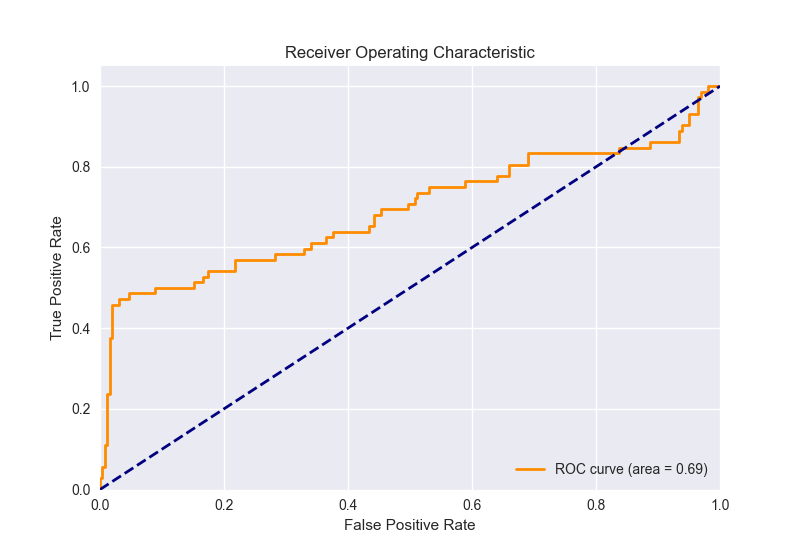 Receiver Operating Characteristic
True Positive Rate
1.0
0.8
0.6
0.4
0.2
0.0
ROC curve (area = 0.69)
0.0 0.2 0.4 0.6 0.8 1.0
False Positive Rate